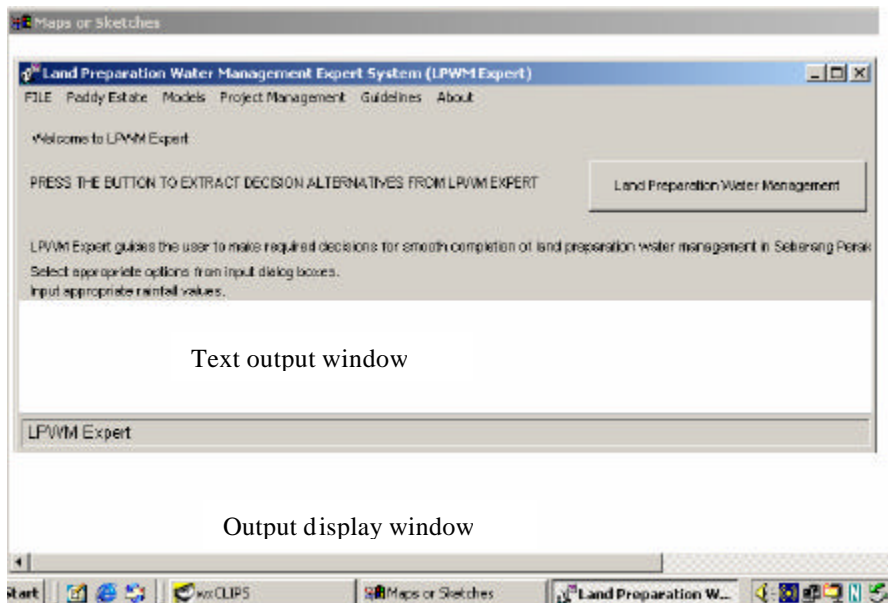 Maps or Sketches
Land Preparation Water Management Expert System (LPWM Expert)
FILE Paddy Estate Models Project Management Guidelines About
Welcome to LPWM Expert
PRESS THE BUTTON TO EXTRACT DECISION ALTERNATIVES FROM LPWM EXPERT
Land Preparation Water Management
LPWM Expert guides the user to make required decisions for smooth completion of land preparation water management in Seberang Perak
Select appropriate options from input dialog boxes.
Input appropriate rainfall values.
Text output window
LPWM Expert
Output display window
Start wxCLIPS Maps or Sketches Land Preparation W...